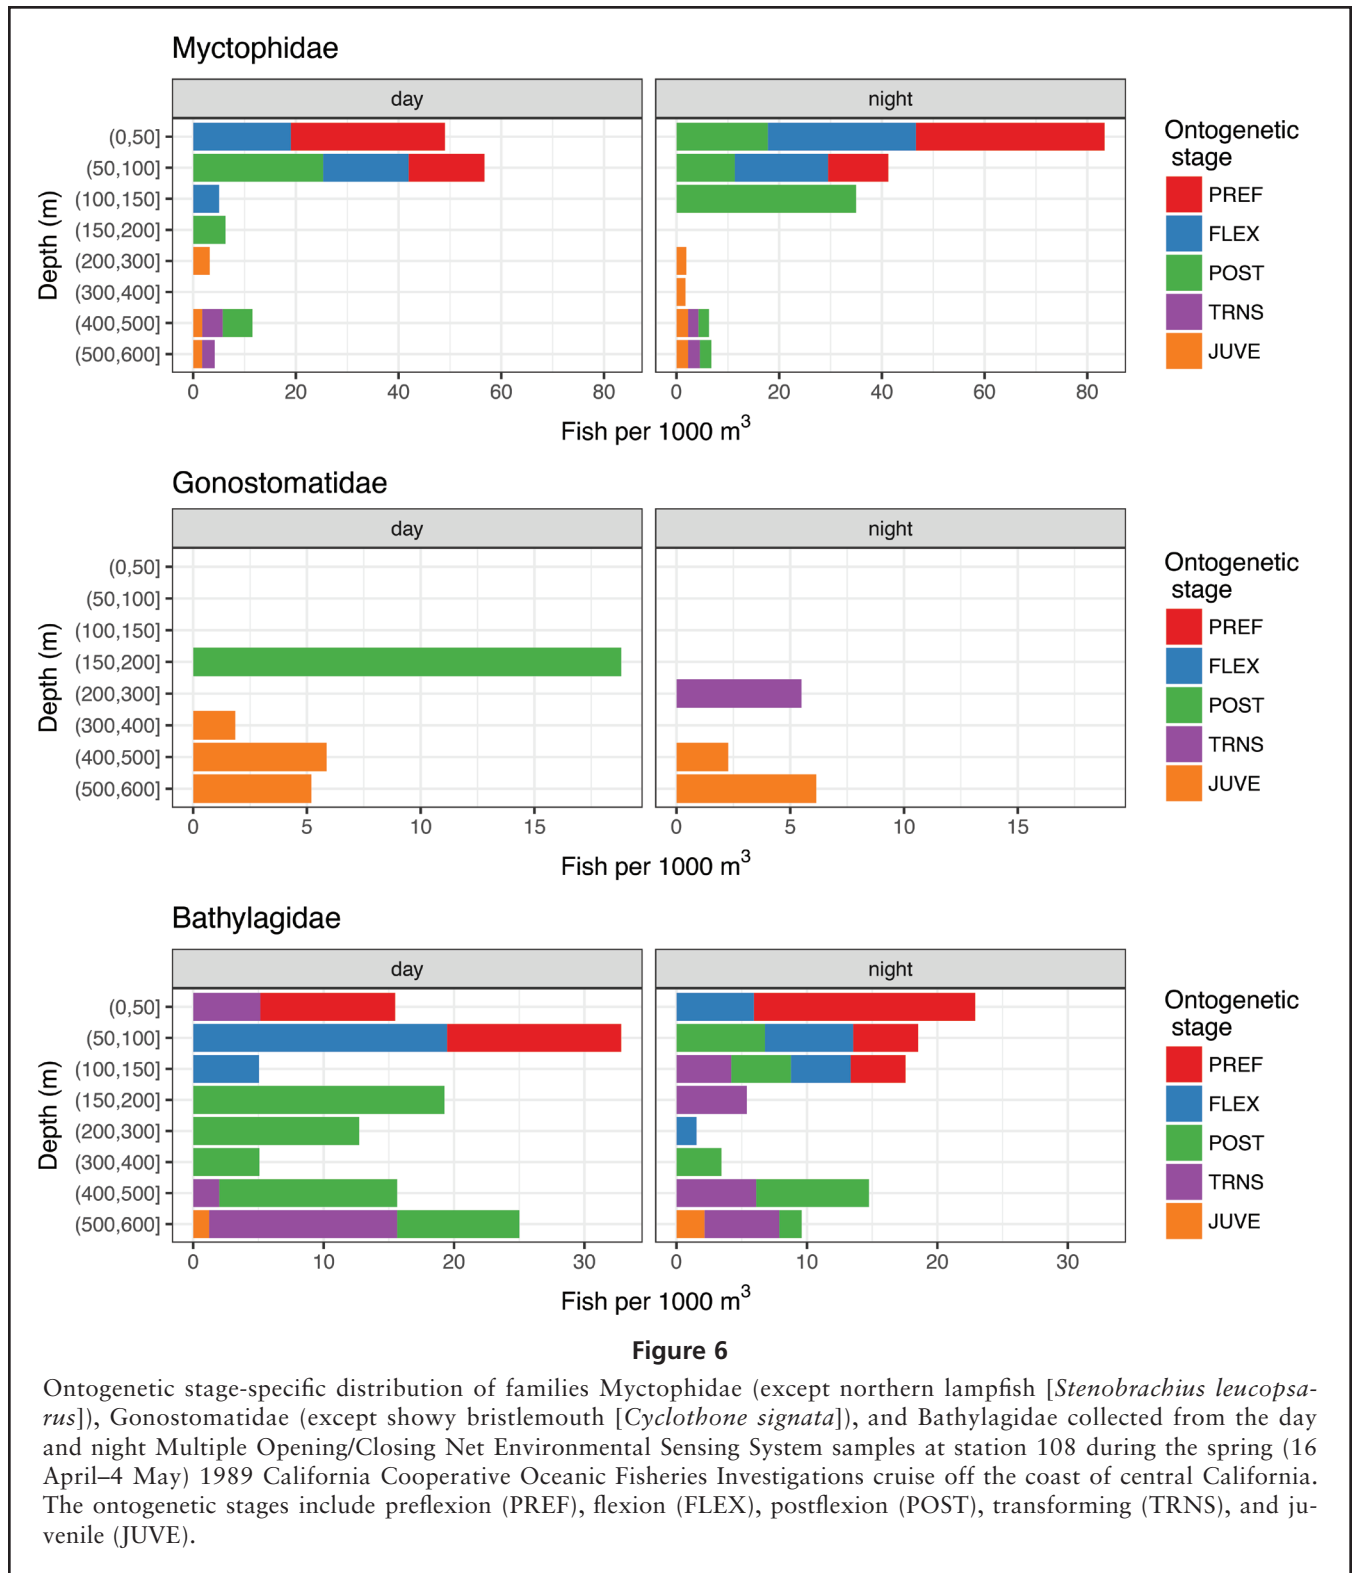 Myctophidae
day
night
Depth (m)
(0,50]
(50,100]
(100,150]
(150,200]
(200,300]
(300,400]
(400,500]
(500,600]
0 20 40 60 80
0 20 40 60 80
Fish per 1000 m³
Ontogenetic
stage
PREF
FLEX
POST
TRNS
JUVE
Gonostomatidae
day
night
Depth (m)
(0,50]
(50,100]
(100,150]
(150,200]
(200,300]
(300,400]
(400,500]
(500,600]
0 5 10 15
0 5 10 15
Fish per 1000 m³
Ontogenetic
stage
PREF
FLEX
POST
TRNS
JUVE
Bathylagidae
day
night
Depth (m)
(0,50]
(50,100]
(100,150]
(150,200]
(200,300]
(300,400]
(400,500]
(500,600]
0 10 20 30
0 10 20 30
Fish per 1000 m³
Ontogenetic
stage
PREF
FLEX
POST
TRNS
JUVE
Figure 6
Ontogenetic stage-specific distribution of families Myctophidae (except northern lampfish [Stenobrachius leucopsa-
rus]), Gonostomatidae (except showy bristlemouth [Cyclothone signata]), and Bathylagidae collected from the day
and night Multiple Opening/Closing Net Environmental Sensing System samples at station 108 during the spring (16
April–4 May) 1989 California Cooperative Oceanic Fisheries Investigations cruise off the coast of central California.
The ontogenetic stages include preflexion (PREF), flexion (FLEX), postflexion (POST), transforming (TRNS), and ju-
venile (JUVE).